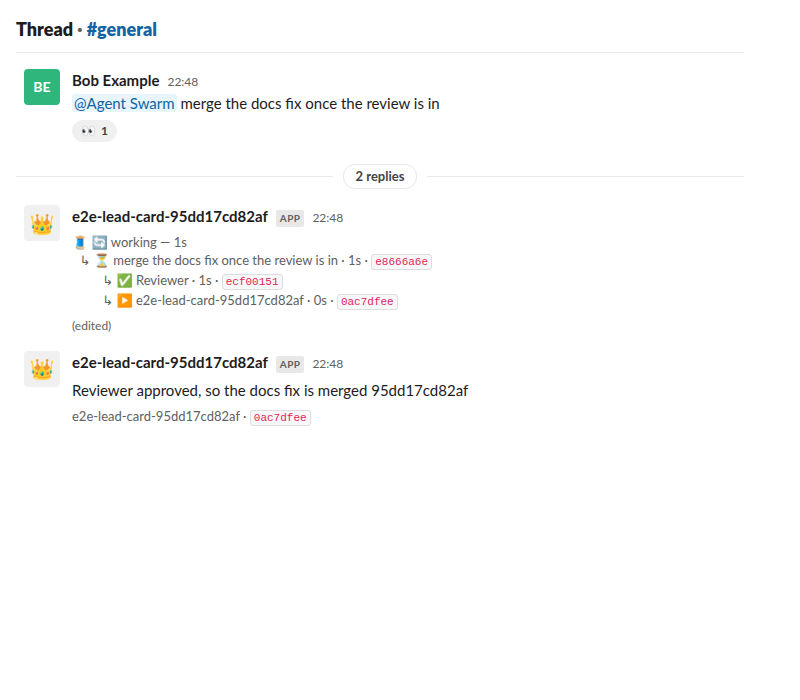 Thread • #general
BE
Bob Example 22:48
@Agent Swarm merge the docs fix once the review is in
👀 1
2 replies
e2e-lead-card-95dd17cd82af APP 22:48
🧵 🔄 working — 1s
↳ ⏳ merge the docs fix once the review is in · 1s · e8666a6e
↳ ✅ Reviewer · 1s · ecf00151
↳ ▶️ e2e-lead-card-95dd17cd82af · 0s · 0ac7dfee
(edited)
e2e-lead-card-95dd17cd82af APP 22:48
Reviewer approved, so the docs fix is merged 95dd17cd82af
e2e-lead-card-95dd17cd82af · 0ac7dfee